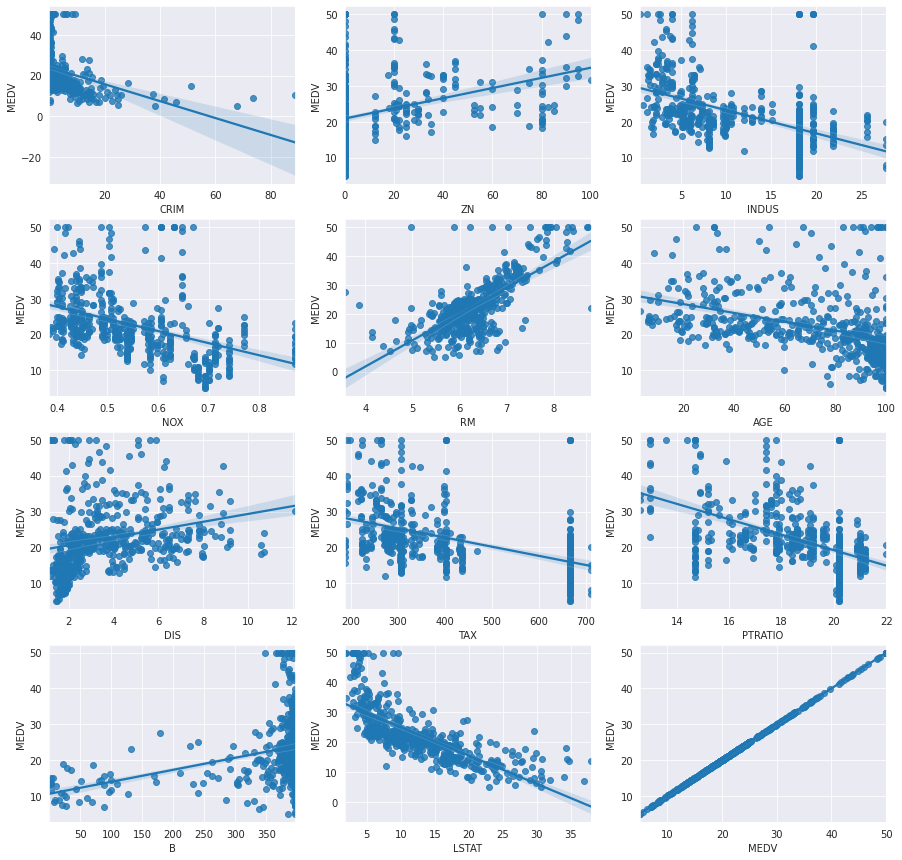 MEDV
40
20
0
−20
20 40 60 80
CRIM
MEDV
50
40
30
20
10
0 20 40 60 80 100
ZN
MEDV
50
40
30
20
10
5 10 15 20 25
INDUS
MEDV
50
40
30
20
10
0.4 0.5 0.6 0.7 0.8
NOX
MEDV
50
40
30
20
10
0
4 5 6 7 8
RM
MEDV
50
40
30
20
10
20 40 60 80 100
AGE
MEDV
50
40
30
20
10
2 4 6 8 10 12
DIS
MEDV
50
40
30
20
10
200 300 400 500 600 700
TAX
MEDV
50
40
30
20
10
14 16 18 20 22
PTRATIO
MEDV
50
40
30
20
10
50 100 150 200 250 300 350
B
MEDV
50
40
30
20
10
0
5 10 15 20 25 30 35
LSTAT
MEDV
50
40
30
20
10
10 20 30 40 50
MEDV